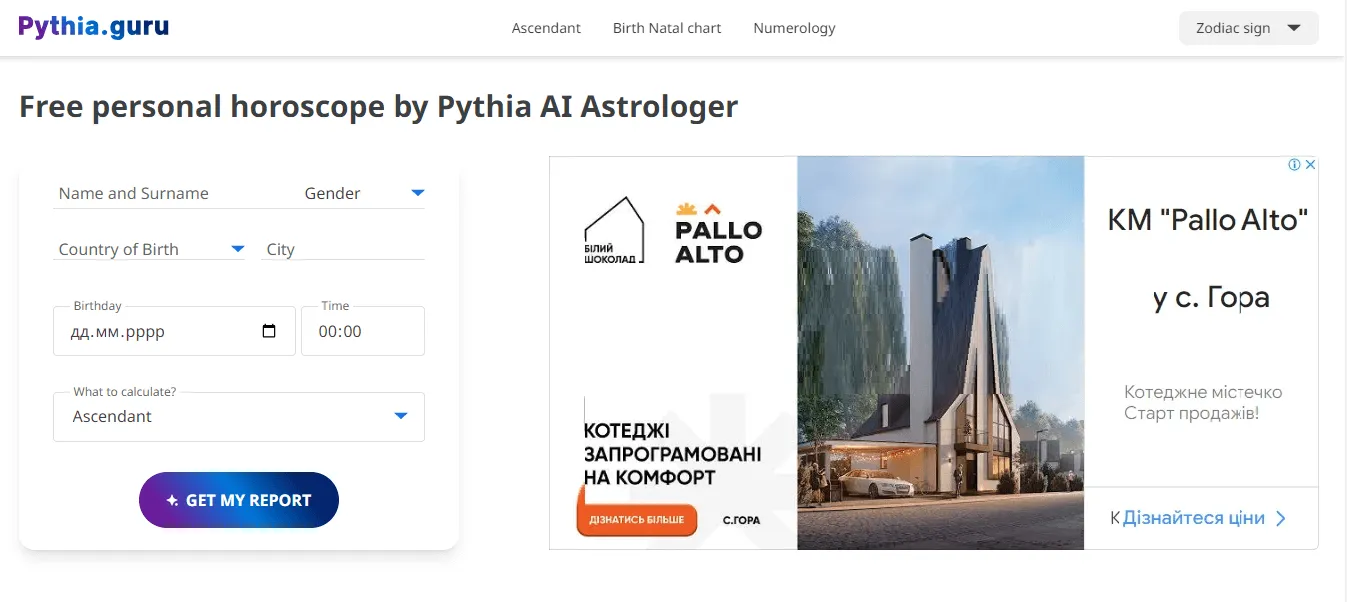 Pythia.guru
Ascendant
Birth Natal chart
Numerology
Zodiac sign
Free personal horoscope by Pythia AI Astrologer
Name and Surname
Gender
Country of Birth
City
Birthday
дд.мм.рррр
Time
00:00
What to calculate?
Ascendant
GET MY REPORT
БІЛИЙ
ШОКОЛАД
PALLO
ALTO
КОТЕДЖІ
ЗАПРОГРАМОВАНІ
НА КОМФОРТ
ДІЗНАТИСЬ БІЛЬШЕ
С.ГОРА
КМ "Pallo Alto"
у с. Гора
Котеджне містечко
Старт продажів!
К Дізнайтеся ціни